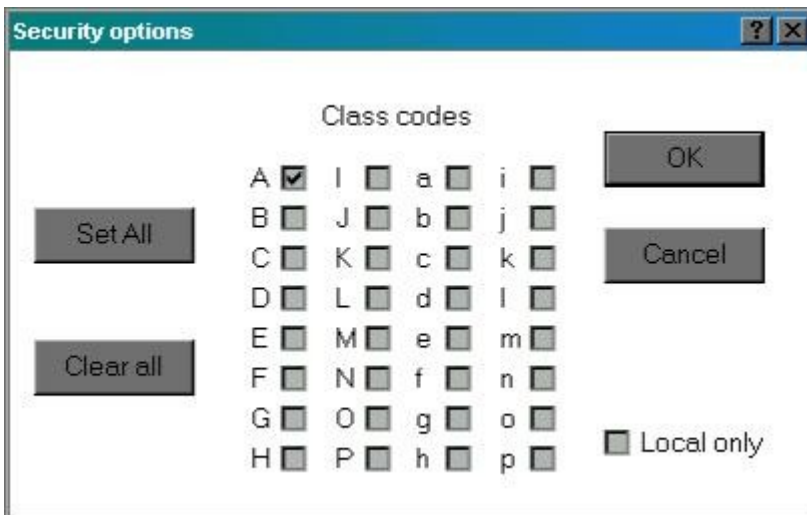 Security options
Class codes
A I a i
B J b j
C K c k
D L d l
E M e m
F N f n
G O g o
H P h p
Set All
Clear all
OK
Cancel
Local only